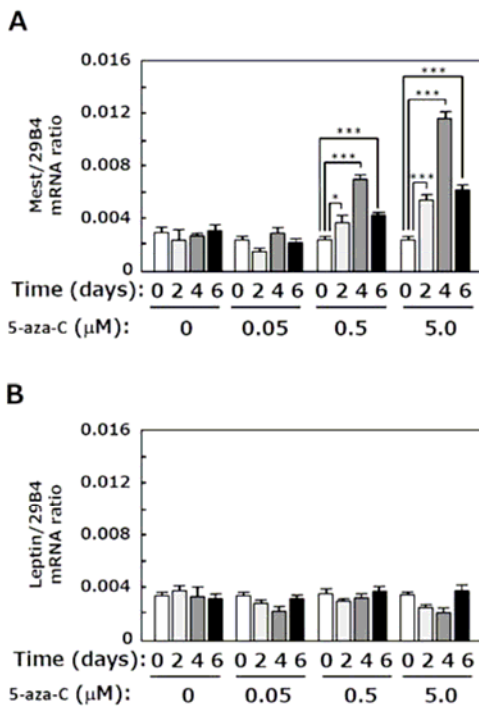 A
Mest/29B4
mRNA ratio
0.016
0.012
0.008
0.004
0
***
***
*
***
***
***
Time (days): 0 2 4 6 0 2 4 6 0 2 4 6 0 2 4 6
5-aza-C (μM): 0 0.05 0.5 5.0
B
Leptin/29B4
mRNA ratio
0.016
0.012
0.008
0.004
0
Time (days): 0 2 4 6 0 2 4 6 0 2 4 6 0 2 4 6
5-aza-C (μM): 0 0.05 0.5 5.0